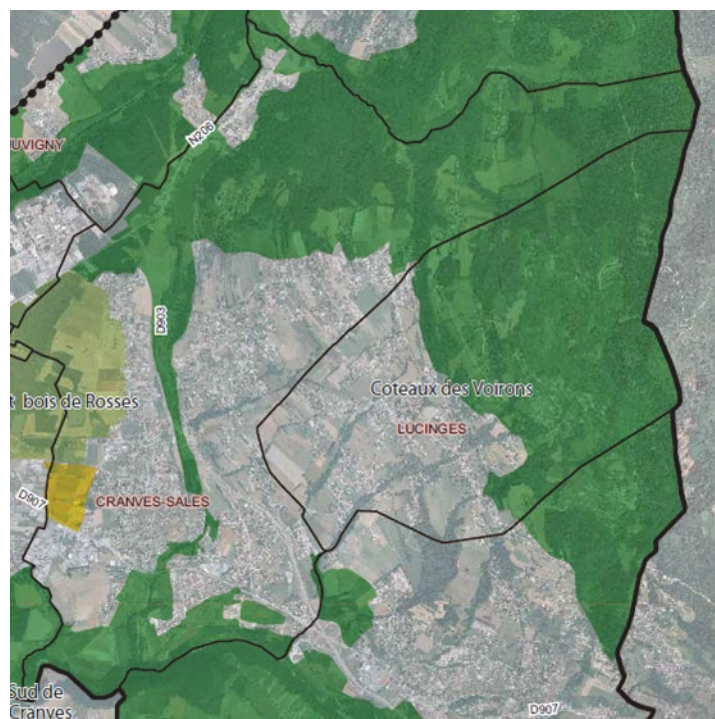 UVIGNY
N206
D903
Coteaux des Voirons
t bois de Rosses
LUCINGES
D907
CRANVES-SALES
Sud de
Cranves
D907